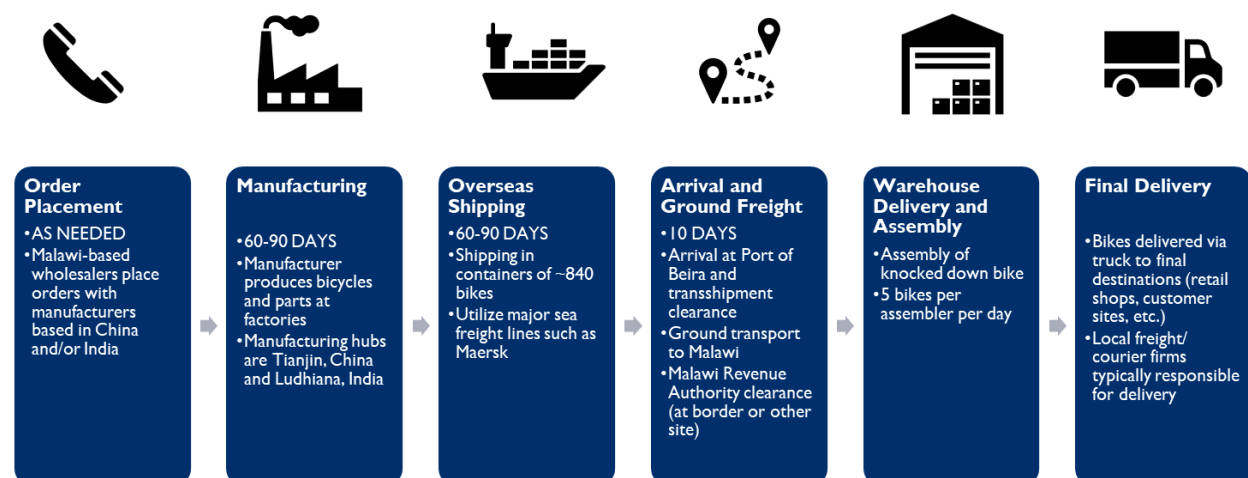 Order
Placement
•AS NEEDED
•Malawi-based
wholesalers place
orders with
manufacturers
based in China
and/or India
Manufacturing
•60-90 DAYS
•Manufacturer
produces bicycles
and parts at
factories
•Manufacturing hubs
are Tianjin, China
and Ludhiana, India
Overseas
Shipping
•60-90 DAYS
•Shipping in
containers of ~840
bikes
•Utilize major sea
freight lines such as
Maersk
Arrival and
Ground Freight
•10 DAYS
•Arrival at Port of
Beira and
transshipment
clearance
•Ground transport
to Malawi
•Malawi Revenue
Authority clearance
(at border or other
site)
Warehouse
Delivery and
Assembly
•Assembly of
knocked down bike
•5 bikes per
assembler per day
Final Delivery
•Bikes delivered via
truck to final
destinations (retail
shops, customer
sites, etc.)
•Local freight/
courier firms
typically responsible
for delivery